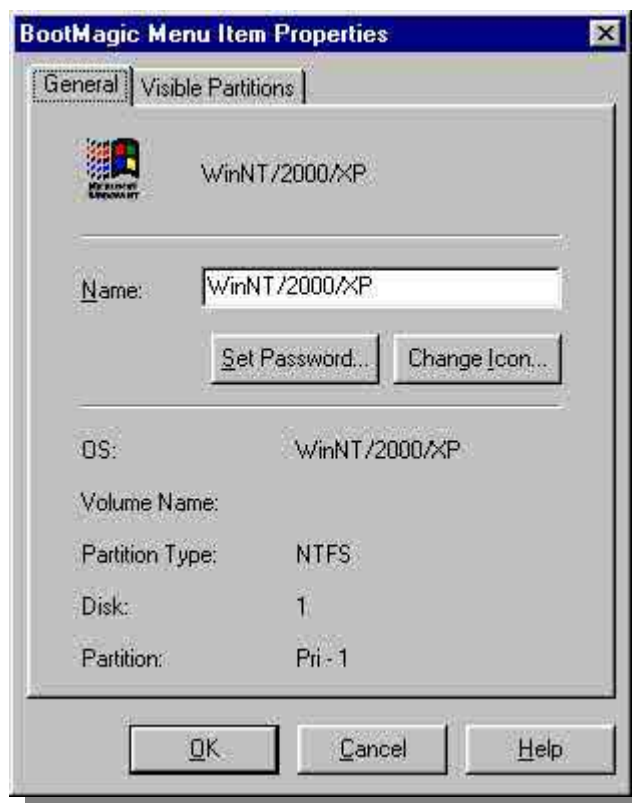 BootMagic Menu Item Properties
General Visible Partitions
WinNT/2000/XP
Name: WinNT/2000/XP
Set Password... Change Icon...
OS: WinNT/2000/XP
Volume Name:
Partition Type: NTFS
Disk: 1
Partition: Pri - 1
OK Cancel Help